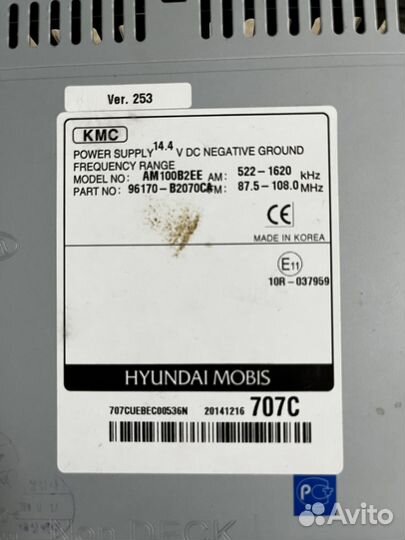 Ver. 253
KMC
POWER SUPPLY 14.4 V DC NEGATIVE GROUND
FREQUENCY RANGE
MODEL NO: AM100B2EE AM: 522-1620 kHz
PART NO: 96170-B2070CA FM: 87.5-108.0 MHz
CE
MADE IN KOREA
E11
10R-037959
HYUNDAI MOBIS
707CUEBEC00536N 20141216 707C
DECK
Avito